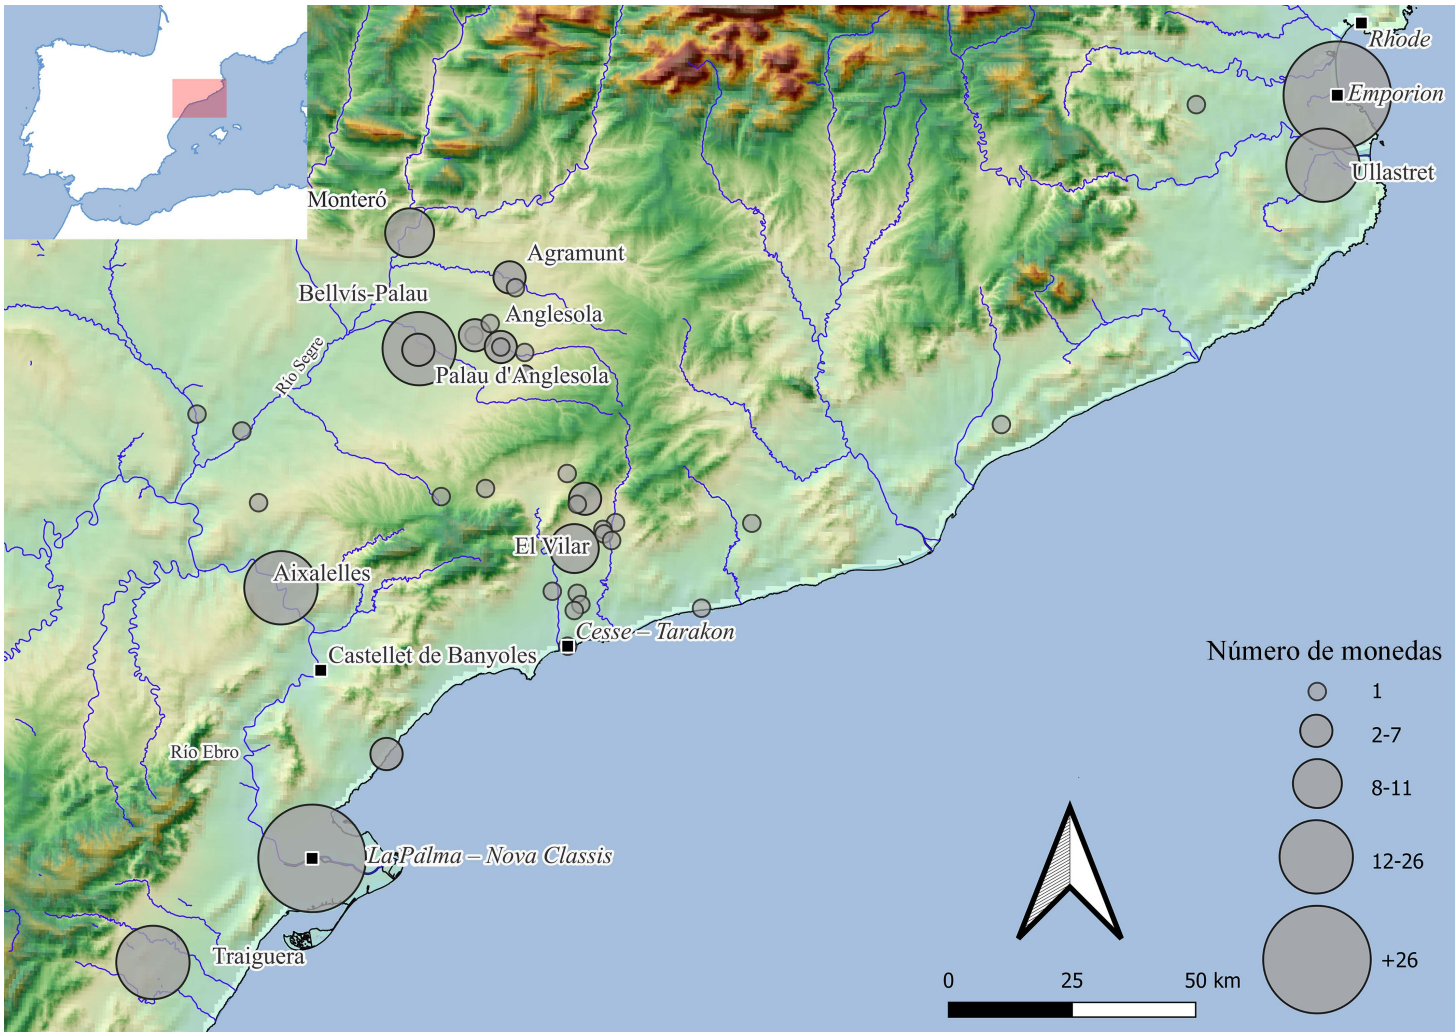 Rhode
Emporion
Ullastret
Monteró
Agramunt
Bellvís-Palau
Anglesola
Río Segre
Palau d'Anglesola
El Vilar
Aixalelles
Cesse – Tarakon
Castellet de Banyoles
Río Ebro
La Palma – Nova Classis
Traiguera
Número de monedas
1
2-7
8-11
12-26
+26
0 25 50 km